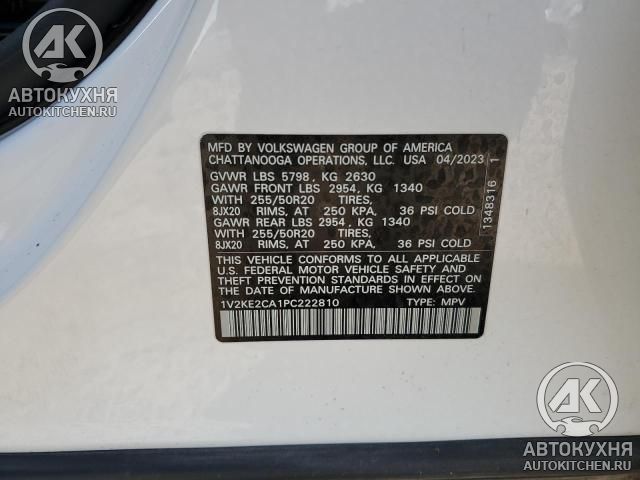 AK
АВТОКУХНЯ
AUTOKITCHEN.RU
MFD BY VOLKSWAGEN GROUP OF AMERICA
CHATTANOOGA OPERATIONS, LLC. USA 04/2023
GVWR LBS 5798, KG 2630
GAWR FRONT LBS 2954, KG 1340
WITH 255/50R20 TIRES,
8JX20 RIMS, AT 250 KPA, 36 PSI COLD
GAWR REAR LBS 2954 , KG 1340
WITH 255/50R20 TIRES,
8JX20 RIMS, AT 250 KPA, 36 PSI COLD
THIS VEHICLE CONFORMS TO ALL APPLICABLE
U.S. FEDERAL MOTOR VEHICLE SAFETY AND
THEFT PREVENTION STANDARDS IN EFFECT
ON THE DATE OF MANUFACTURE SHOWN ABOVE.
1V2KE2CA1PC222810 TYPE: MPV
1348316 1
AK
АВТОКУХНЯ
AUTOKITCHEN.RU